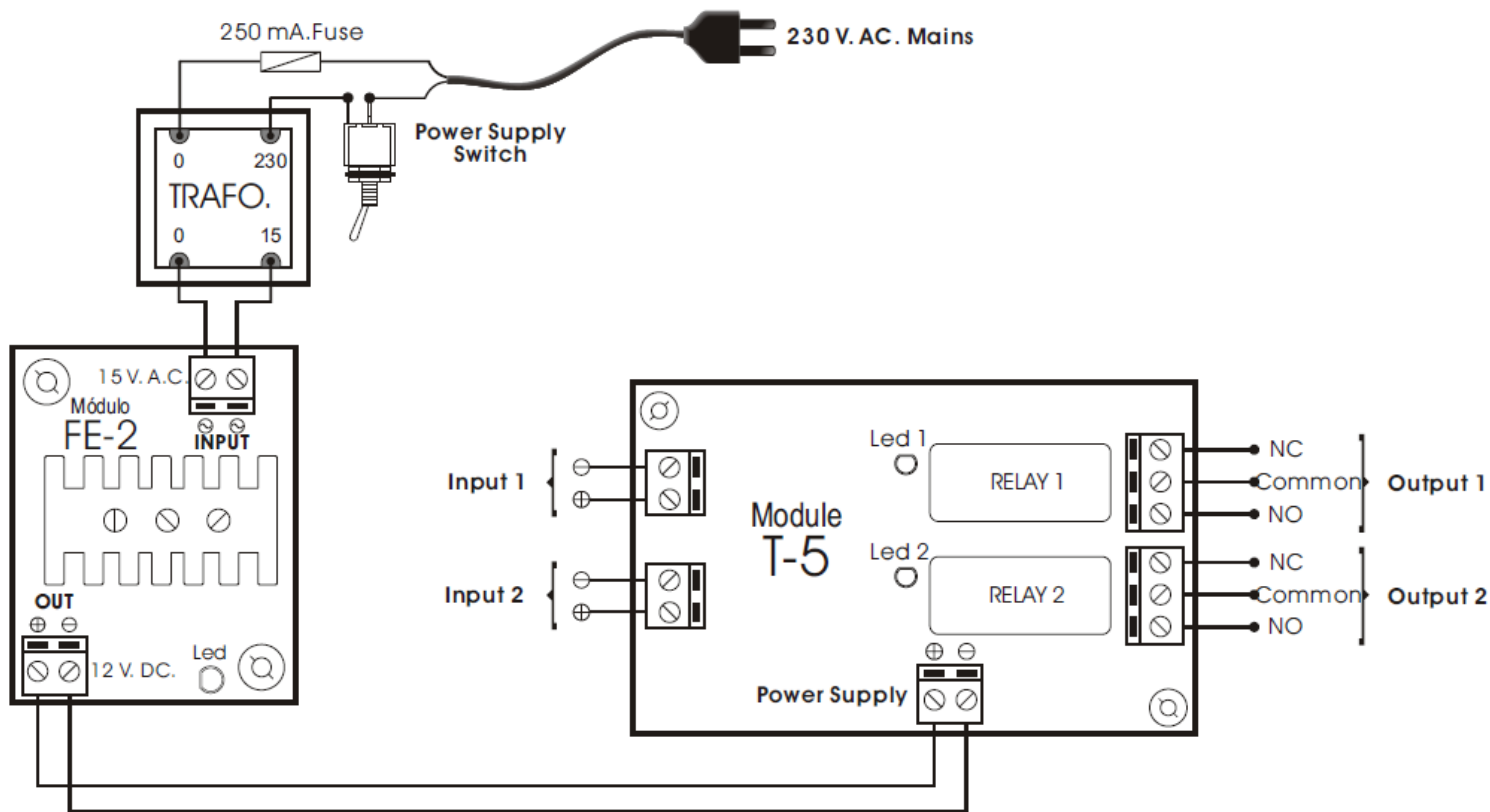 250 mA.Fuse
230 V. AC. Mains
Power Supply
Switch
0 230
TRAFO.
0 15
15 V. A.C.
Módulo
FE-2
INPUT
OUT
12 V. DC.
Led
Input 1
Input 2
Module
T-5
Led 1
RELAY 1
Led 2
RELAY 2
Power Supply
NC
Common
NO
Output 1
NC
Common
NO
Output 2